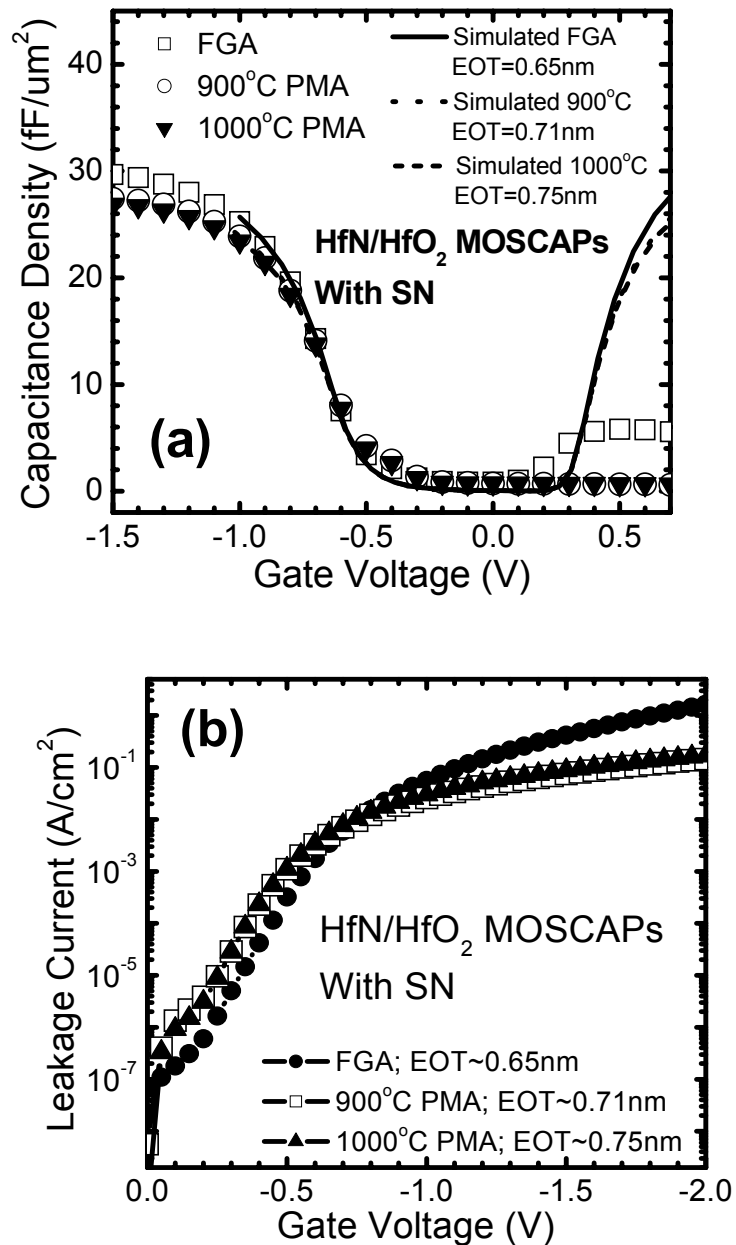 FGA
900°C PMA
1000°C PMA
Simulated FGA
EOT=0.65nm
Simulated 900°C
EOT=0.71nm
Simulated 1000°C
EOT=0.75nm
HfN/HfO₂ MOSCAPs
With SN
(a)
Capacitance Density (fF/um²)
40
30
20
10
0
-1.5 -1.0 -0.5 0.0 0.5
Gate Voltage (V)
(b)
Leakage Current (A/cm²)
10⁻¹
10⁻³
10⁻⁵
10⁻⁷
HfN/HfO₂ MOSCAPs
With SN
FGA; EOT~0.65nm
900°C PMA; EOT~0.71nm
1000°C PMA; EOT~0.75nm
0.0 -0.5 -1.0 -1.5 -2.0
Gate Voltage (V)